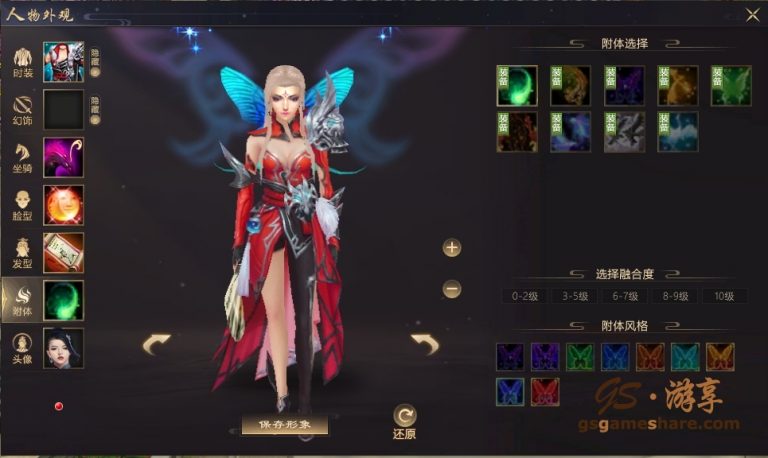 人物外观
时装
隐藏
幻饰
隐藏
坐骑
脸型
发型
附体
头像
保存形象
还原
附体选择
装备
装备
装备
装备
装备
装备
装备
装备
装备
选择融合度
0-2级
3-5级
6-7级
8-9级
10级
附体风格
GS·游享
gsgameshare.com